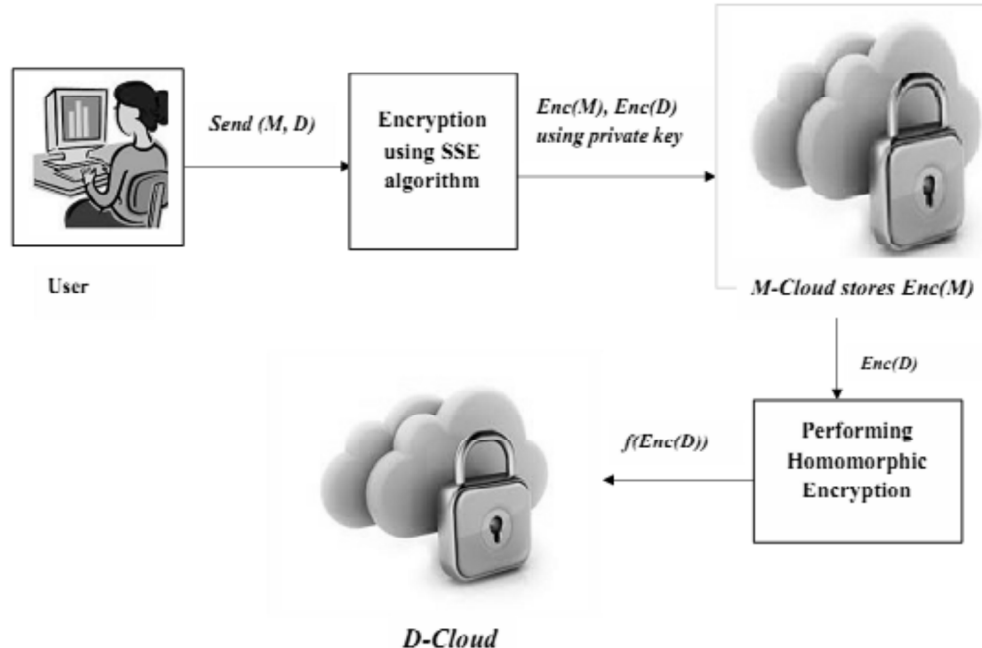 Send (M, D)
Encryption
using SSE
algorithm
Enc(M), Enc(D)
using private key
User
M-Cloud stores Enc(M)
Enc(D)
Performing
Homomorphic
Encryption
f(Enc(D))
D-Cloud